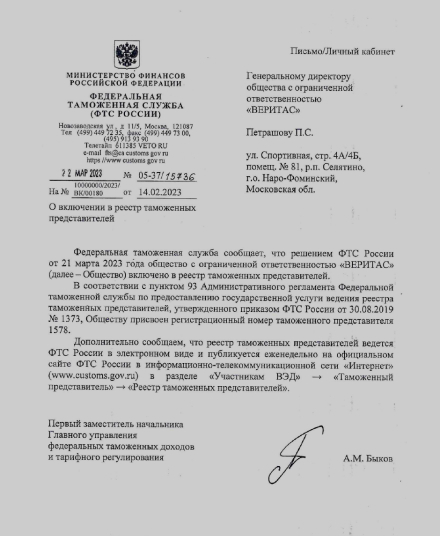 Письмо/Личный кабинет
МИНИСТЕРСТВО ФИНАНСОВ
РОССИЙСКОЙ ФЕДЕРАЦИИ
ФЕДЕРАЛЬНАЯ
ТАМОЖЕННАЯ СЛУЖБА
(ФТС РОССИИ)
Новозаводская ул., д. 11/5, Москва, 121087
Тел. (499) 449 72 35, факс (499) 449 73 00,
(495) 913 93 90
Телетайп 611385 VETO RU
e-mail fts@ca.customs.gov.ru
https://www.customs.gov.ru
22 МАР 2023 № 05-37/15736
На № 10000000/2023/ВК00180 от 14.02.2023
О включении в реестр таможенных
представителей
Генеральному директору
общества с ограниченной
ответственностью
«ВЕРИТАС»
Петрашову П.С.
ул. Спортивная, стр. 4А/4Б,
помещ. № 81, р.п. Селятино,
г.о. Наро-Фоминский,
Московская обл.
Федеральная таможенная служба сообщает, что решением ФТС России
от 21 марта 2023 года общество с ограниченной ответственностью «ВЕРИТАС»
(далее – Общество) включено в реестр таможенных представителей.
В соответствии с пунктом 93 Административного регламента Федеральной
таможенной службы по предоставлению государственной услуги ведения реестра
таможенных представителей, утвержденного приказом ФТС России от 30.08.2019
№ 1373, Обществу присвоен регистрационный номер таможенного представителя
1578.
Дополнительно сообщаем, что реестр таможенных представителей ведется
ФТС России в электронном виде и публикуется еженедельно на официальном
сайте ФТС России в информационно-телекоммуникационной сети «Интернет»
(www.customs.gov.ru) в разделе «Участникам ВЭД» → «Таможенный
представитель» → «Реестр таможенных представителей».
Первый заместитель начальника
Главного управления
федеральных таможенных доходов
и тарифного регулирования
А.М. Быков